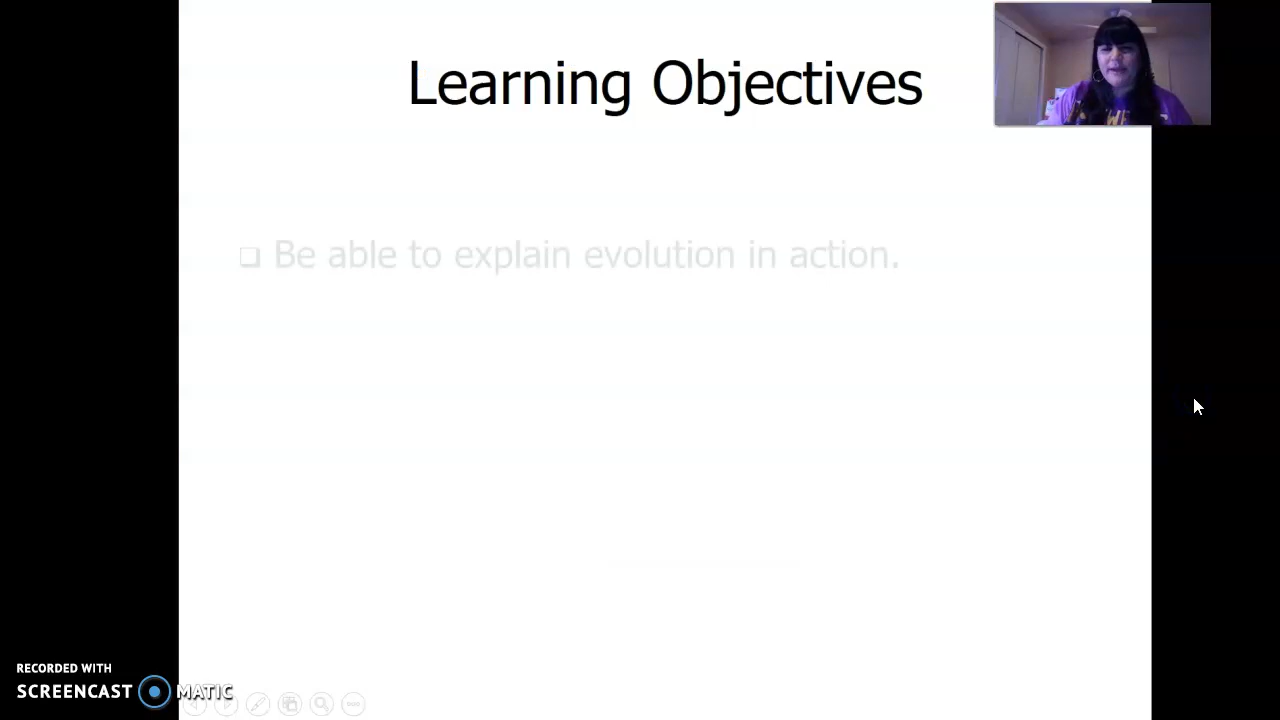 Learning Objectives
Be able to explain evolution in action.
RECORDED WITH
SCREENCAST MATIC